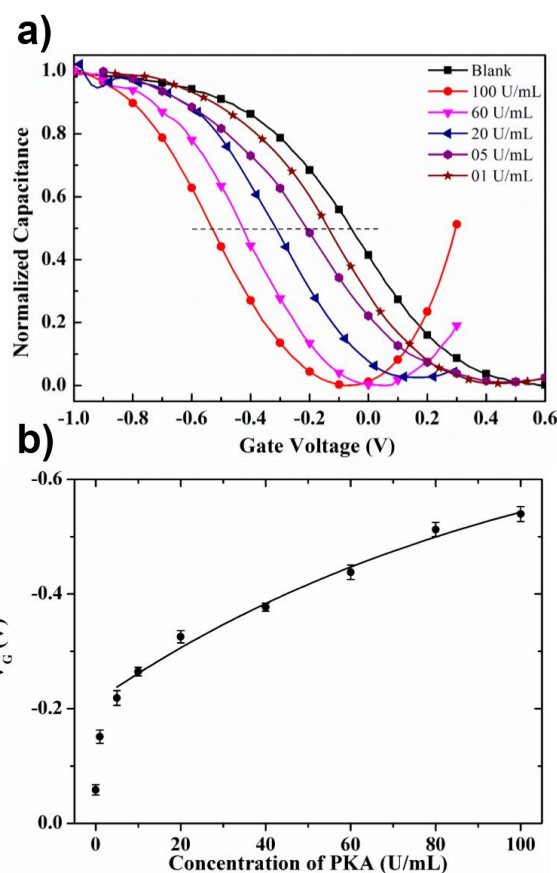 a)
1.0
0.8
0.6
0.4
0.2
0.0
Normalized Capacitance
Blank
100 U/mL
60 U/mL
20 U/mL
05 U/mL
01 U/mL
-1.0 -0.8 -0.6 -0.4 -0.2 0.0 0.2 0.4 0.6
Gate Voltage (V)
b)
-0.6
-0.4
-0.2
0.0
G (V)
0 20 40 60 80 100
Concentration of PKA (U/mL)